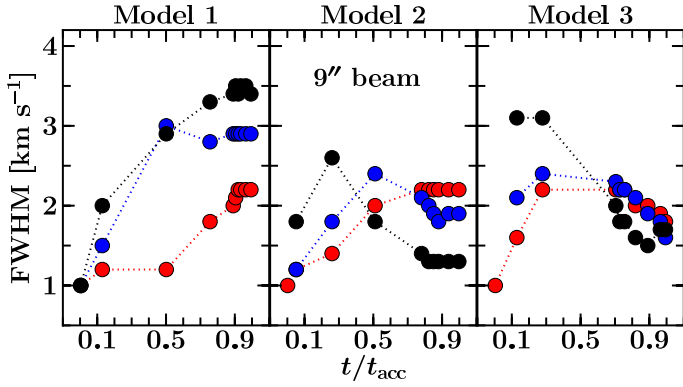 Model 1 Model 2 Model 3
4
9″ beam
3
2
1
FWHM [km s⁻¹]
0.1 0.5 0.9 0.1 0.5 0.9 0.1 0.5 0.9
t/t_acc